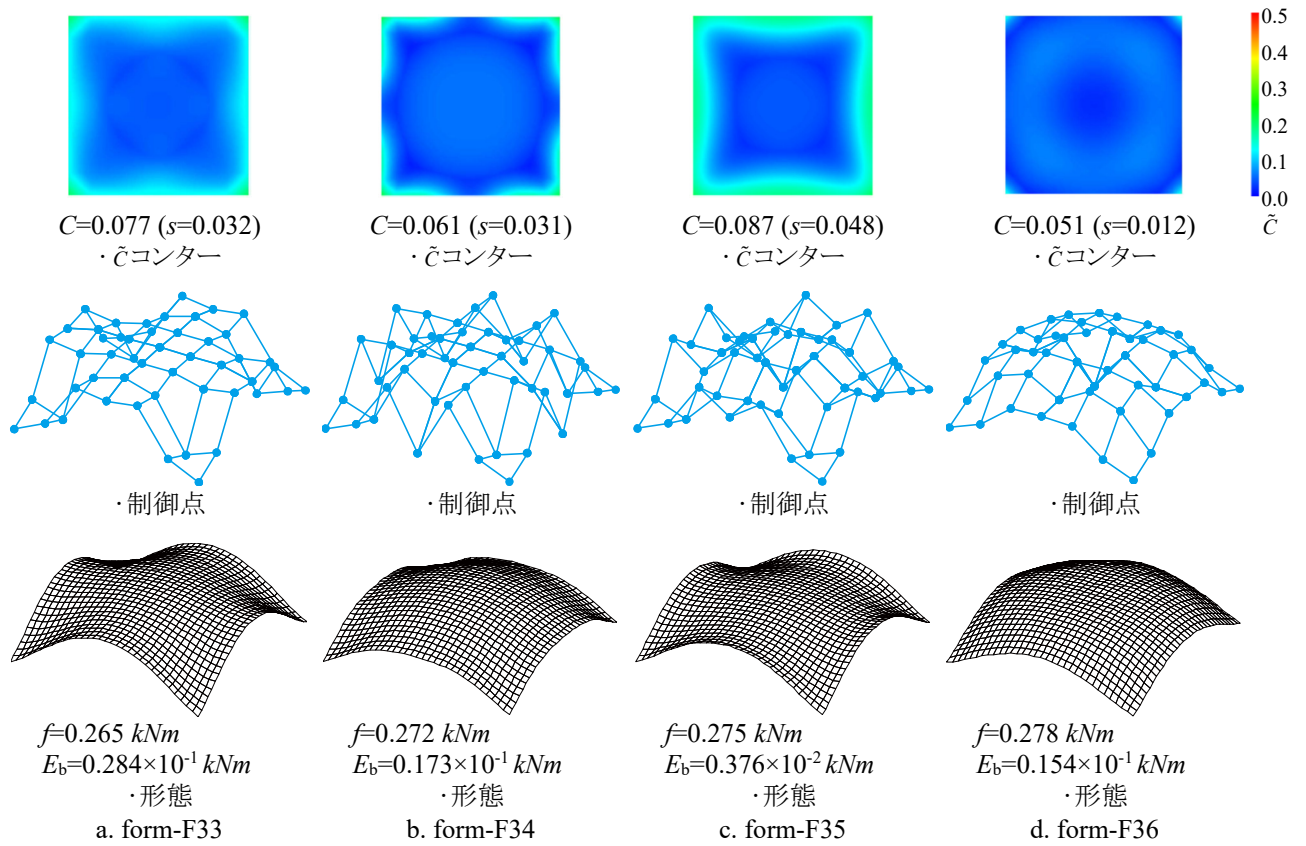 0.5
0.4
0.3
0.2
0.1
0.0
C̃
C=0.077 (s=0.032)
・C̃コンター
C=0.061 (s=0.031)
・C̃コンター
C=0.087 (s=0.048)
・C̃コンター
C=0.051 (s=0.012)
・C̃コンター
・制御点
・制御点
・制御点
・制御点
f=0.265 kNm
E_b=0.284×10⁻¹ kNm
・形態
a. form-F33
f=0.272 kNm
E_b=0.173×10⁻¹ kNm
・形態
b. form-F34
f=0.275 kNm
E_b=0.376×10⁻² kNm
・形態
c. form-F35
f=0.278 kNm
E_b=0.154×10⁻¹ kNm
・形態
d. form-F36